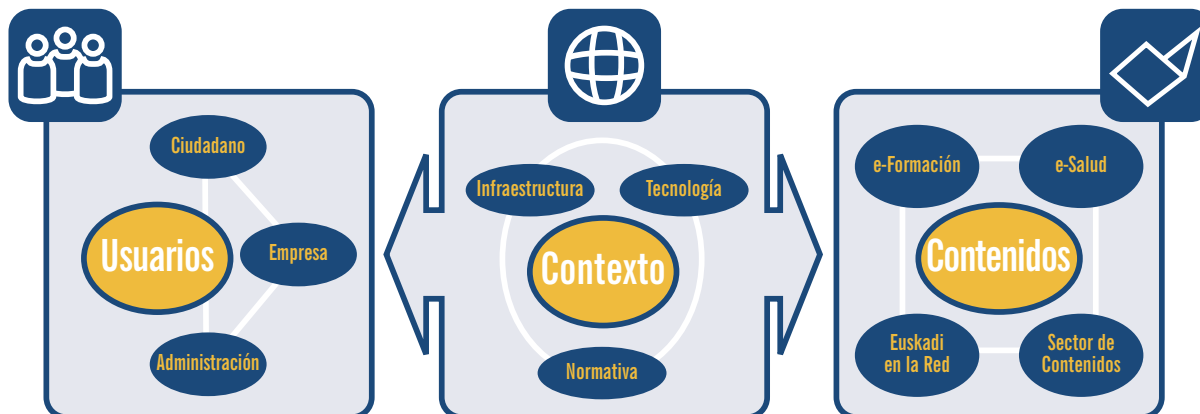 Ciudadano
Usuarios
Empresa
Administración
Infraestructura
Tecnología
Contexto
Normativa
e-Formación
e-Salud
Contenidos
Euskadi
en la Red
Sector de
Contenidos